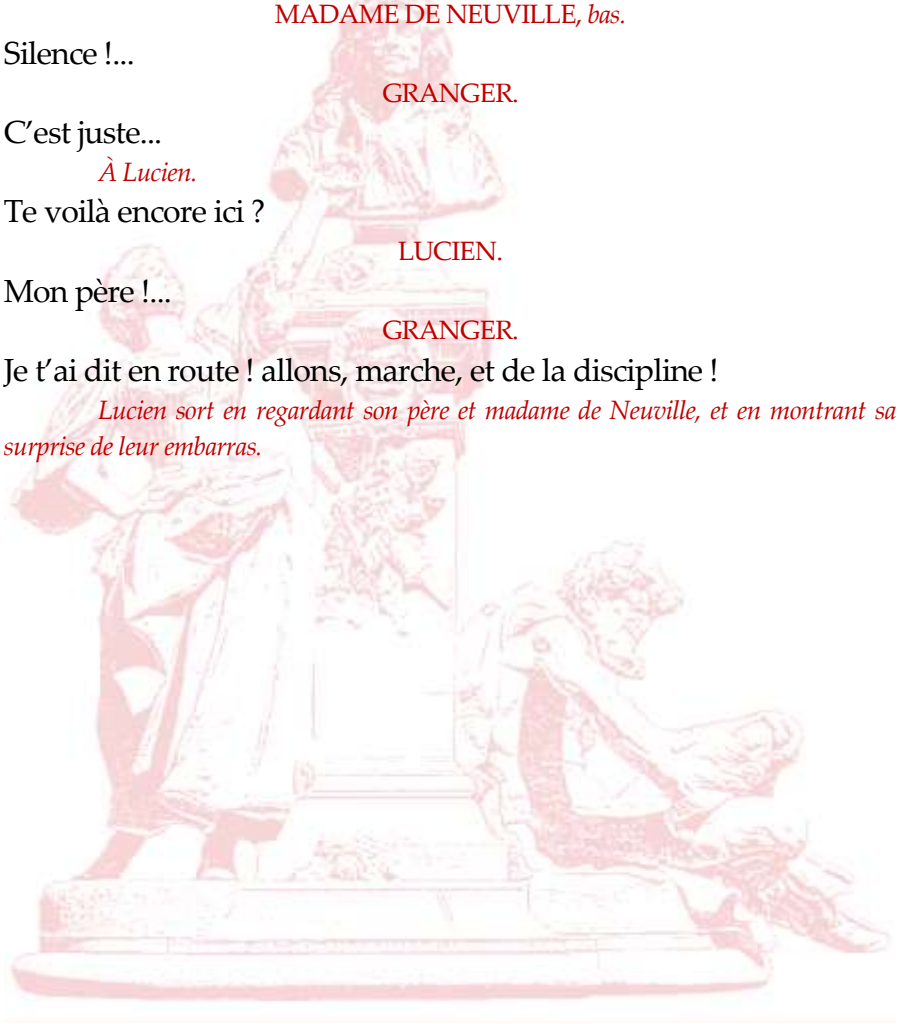 MADAME DE NEUVILLE, bas.
Silence !...
GRANGER.
C’est juste...
À Lucien.
Te voilà encore ici ?
LUCIEN.
Mon père !...
GRANGER.
Je t’ai dit en route ! allons, marche, et de la discipline !
Lucien sort en regardant son père et madame de Neuville, et en montrant sa
surprise de leur embarras.